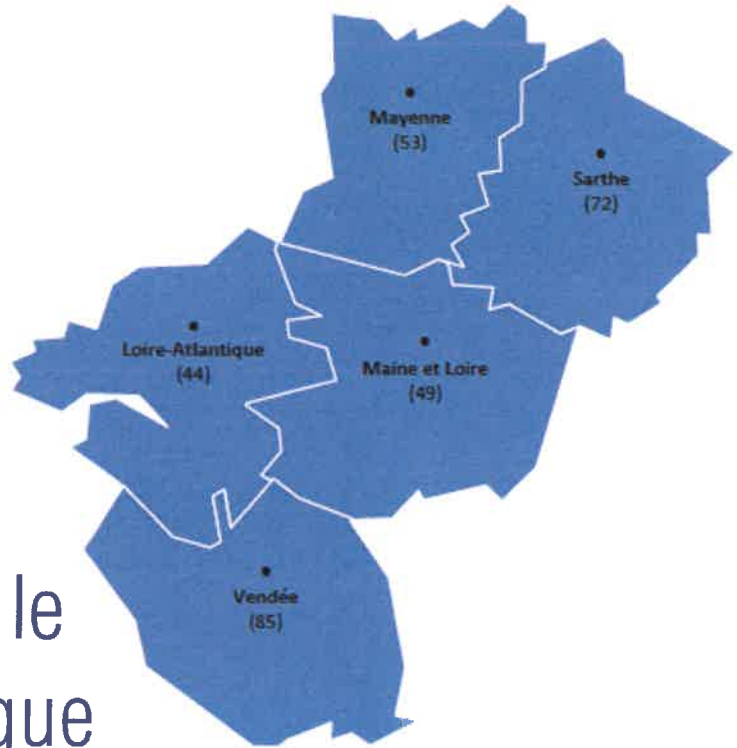 Mayenne
(53)
Sarthe
(72)
Loire-Atlantique
(44)
Maine et Loire
(49)
Vendée
(85)
le
que